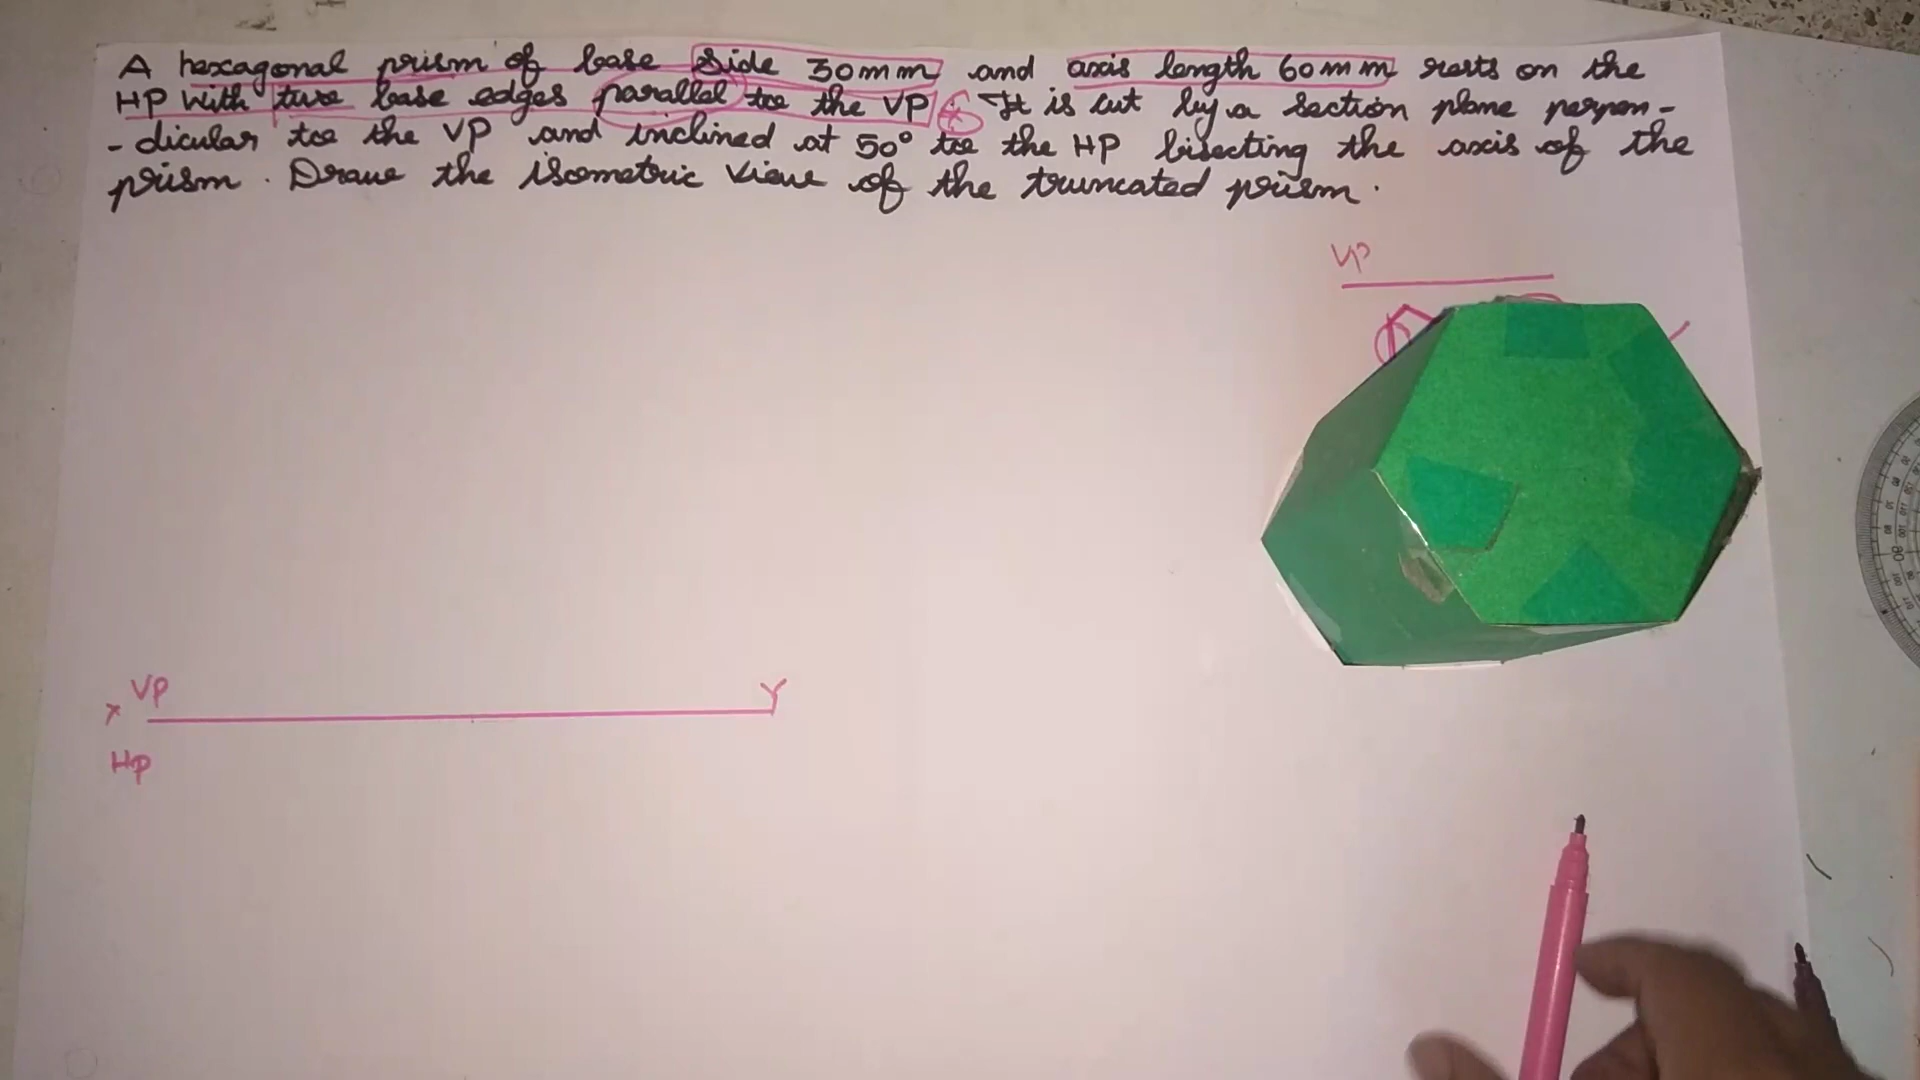 A hexagonal prism of base side 30mm and axis length 60mm rests on the
HP with two base edges parallel to the VP. It is cut by a section plane perpen-
-dicular to the VP and inclined at 50° to the HP bisecting the axis of the
prism. Draw the isometric view of the truncated prism.
VP
VP
X Y
HP